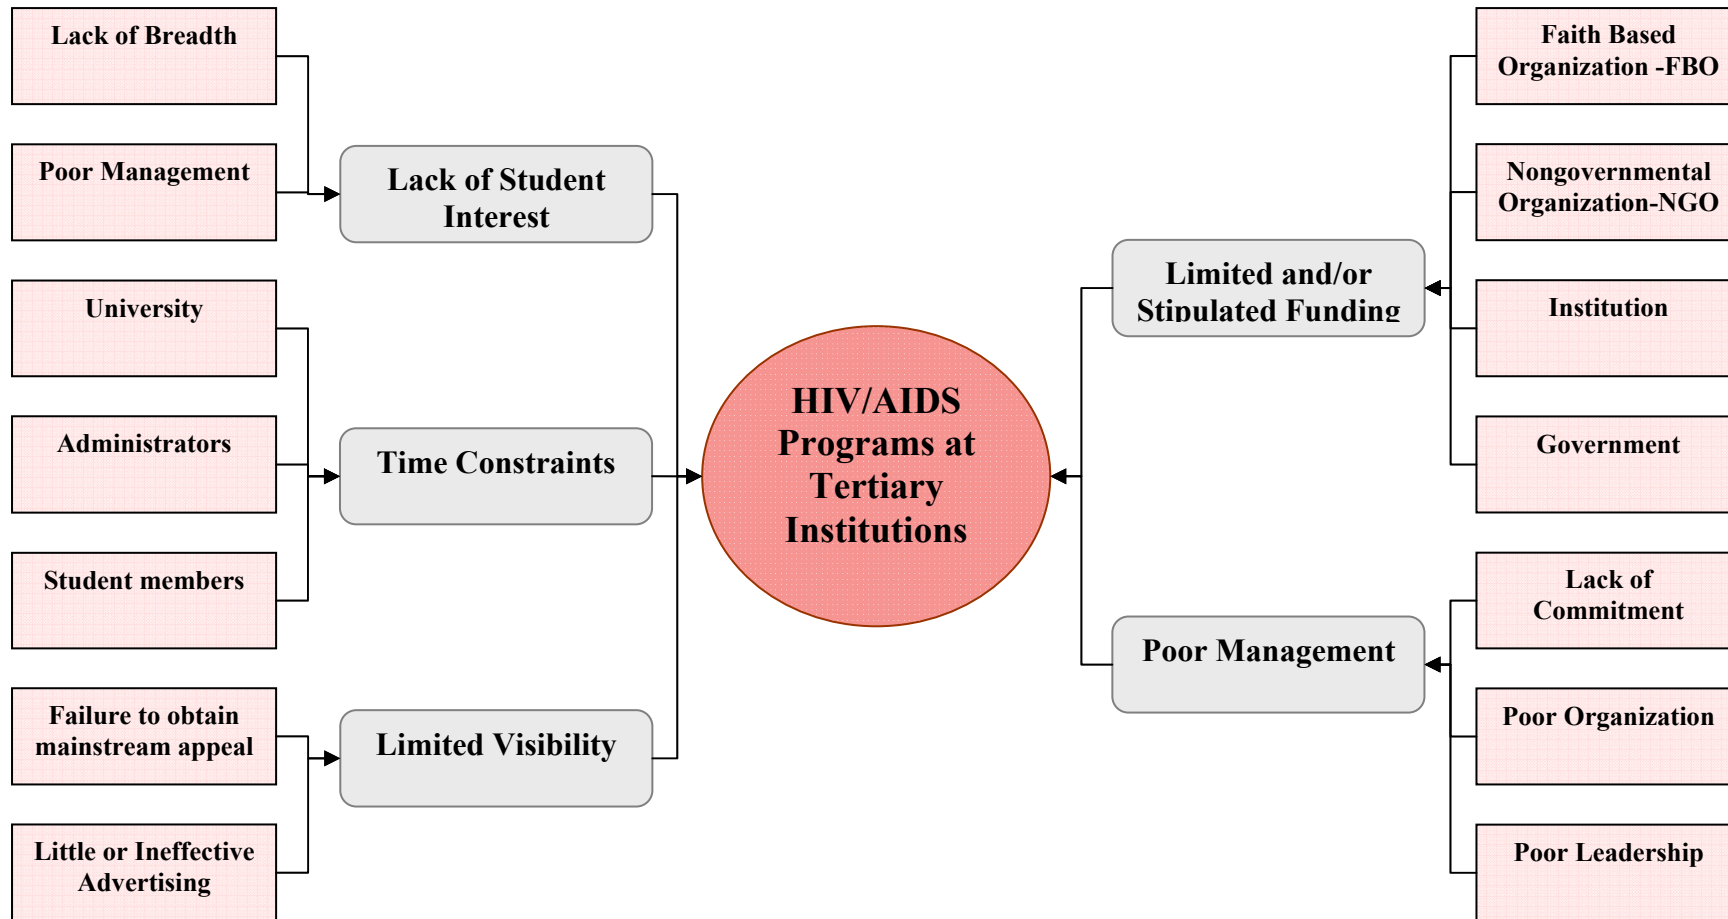 Lack of Breadth
Poor Management
University
Administrators
Student members
Failure to obtain
mainstream appeal
Little or Ineffective
Advertising
Lack of Student
Interest
Time Constraints
Limited Visibility
HIV/AIDS
Programs at
Tertiary
Institutions
Limited and/or
Stipulated Funding
Poor Management
Faith Based
Organization -FBO
Nongovernmental
Organization-NGO
Institution
Government
Lack of
Commitment
Poor Organization
Poor Leadership